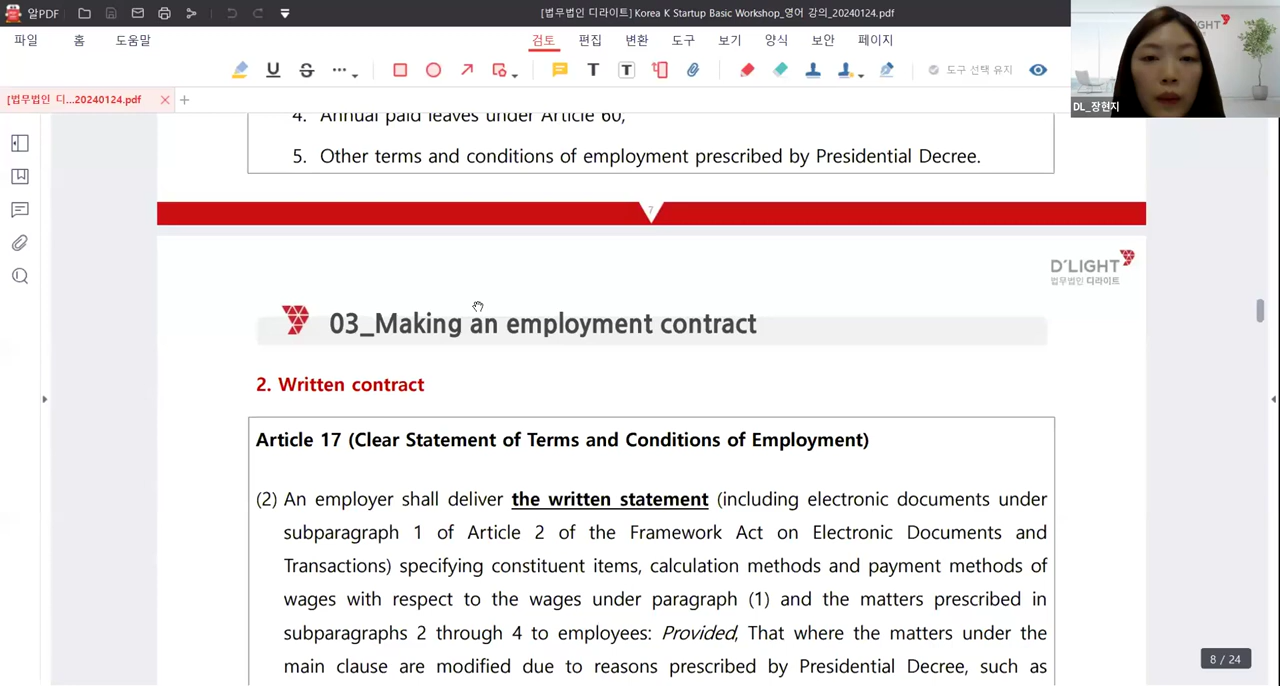 알PDF
[법무법인 디라이트] Korea K Startup Basic Workshop_영어 강의_20240124.pdf
파일 홈 도움말 검토 편집 변환 도구 보기 양식 보안 페이지
도구 선택 유지
[법무법인 디...20240124.pdf
DL_장현지
4. Annual paid leaves under Article 60;
5. Other terms and conditions of employment prescribed by Presidential Decree.
7
D'LIGHT
법무법인 디라이트
03_Making an employment contract
2. Written contract
Article 17 (Clear Statement of Terms and Conditions of Employment)
(2) An employer shall deliver the written statement (including electronic documents under
subparagraph 1 of Article 2 of the Framework Act on Electronic Documents and
Transactions) specifying constituent items, calculation methods and payment methods of
wages with respect to the wages under paragraph (1) and the matters prescribed in
subparagraphs 2 through 4 to employees: Provided, That where the matters under the
main clause are modified due to reasons prescribed by Presidential Decree, such as
8 / 24